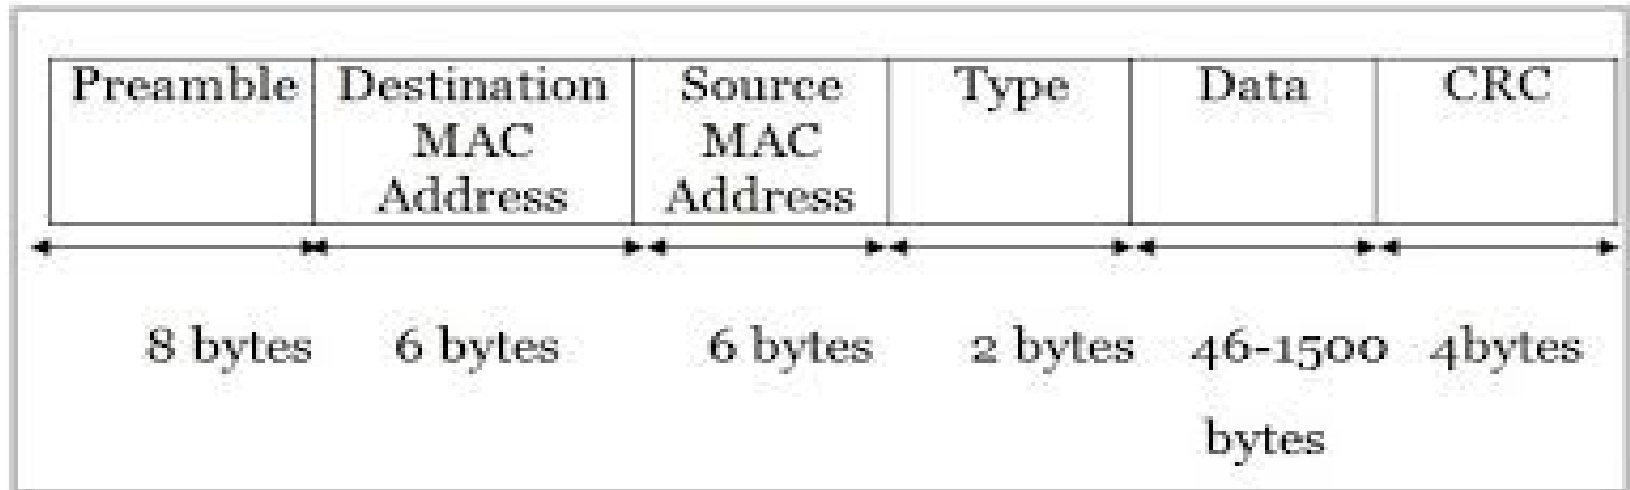 Preamble Destination Source Type Data CRC
MAC MAC
Address Address
8 bytes 6 bytes 6 bytes 2 bytes 46-1500 4bytes
bytes